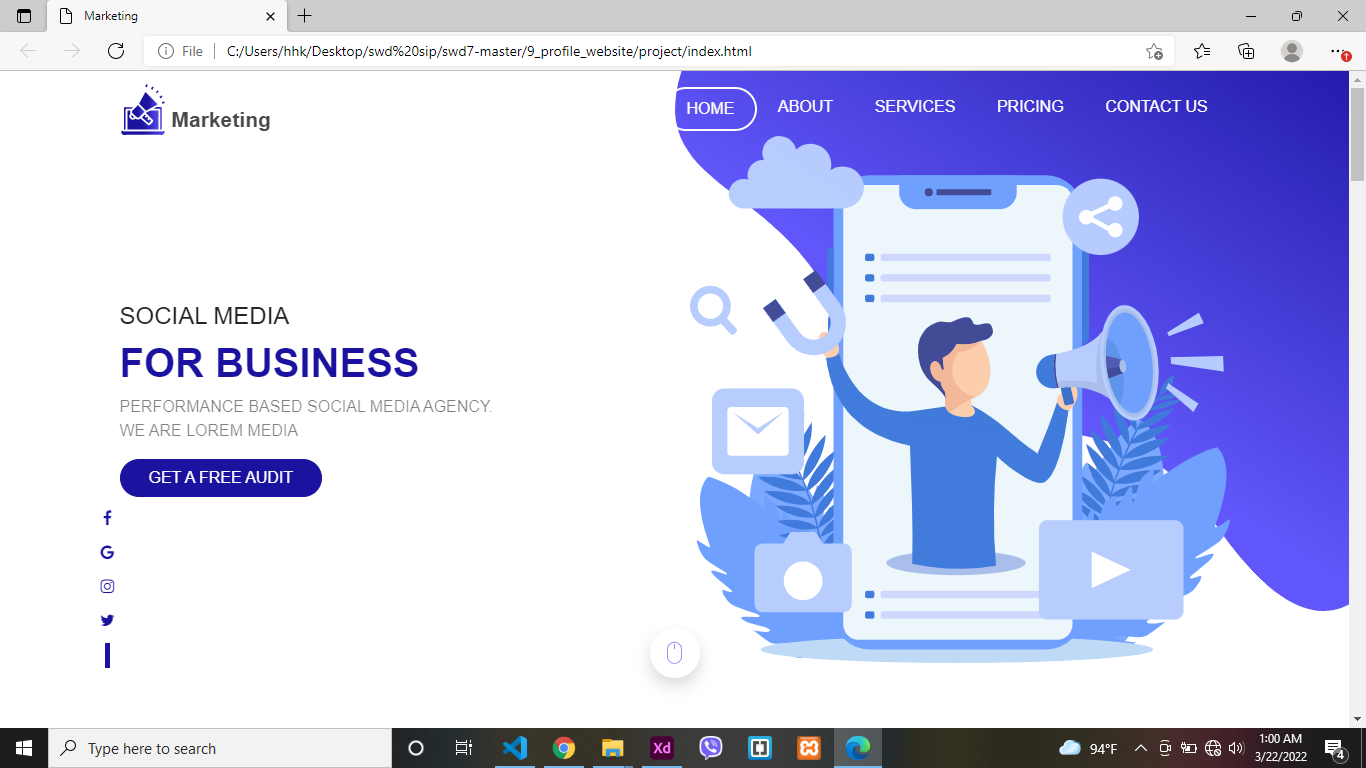 Marketing
File
C:/Users/hhk/Desktop/swd%20sip/swd7-master/9_profile_website/project/index.html
Marketing
HOME
ABOUT
SERVICES
PRICING
CONTACT US
SOCIAL MEDIA
FOR BUSINESS
PERFORMANCE BASED SOCIAL MEDIA AGENCY.
WE ARE LOREM MEDIA
GET A FREE AUDIT
Type here to search
Xd
94°F
1:00 AM
3/22/2022
4